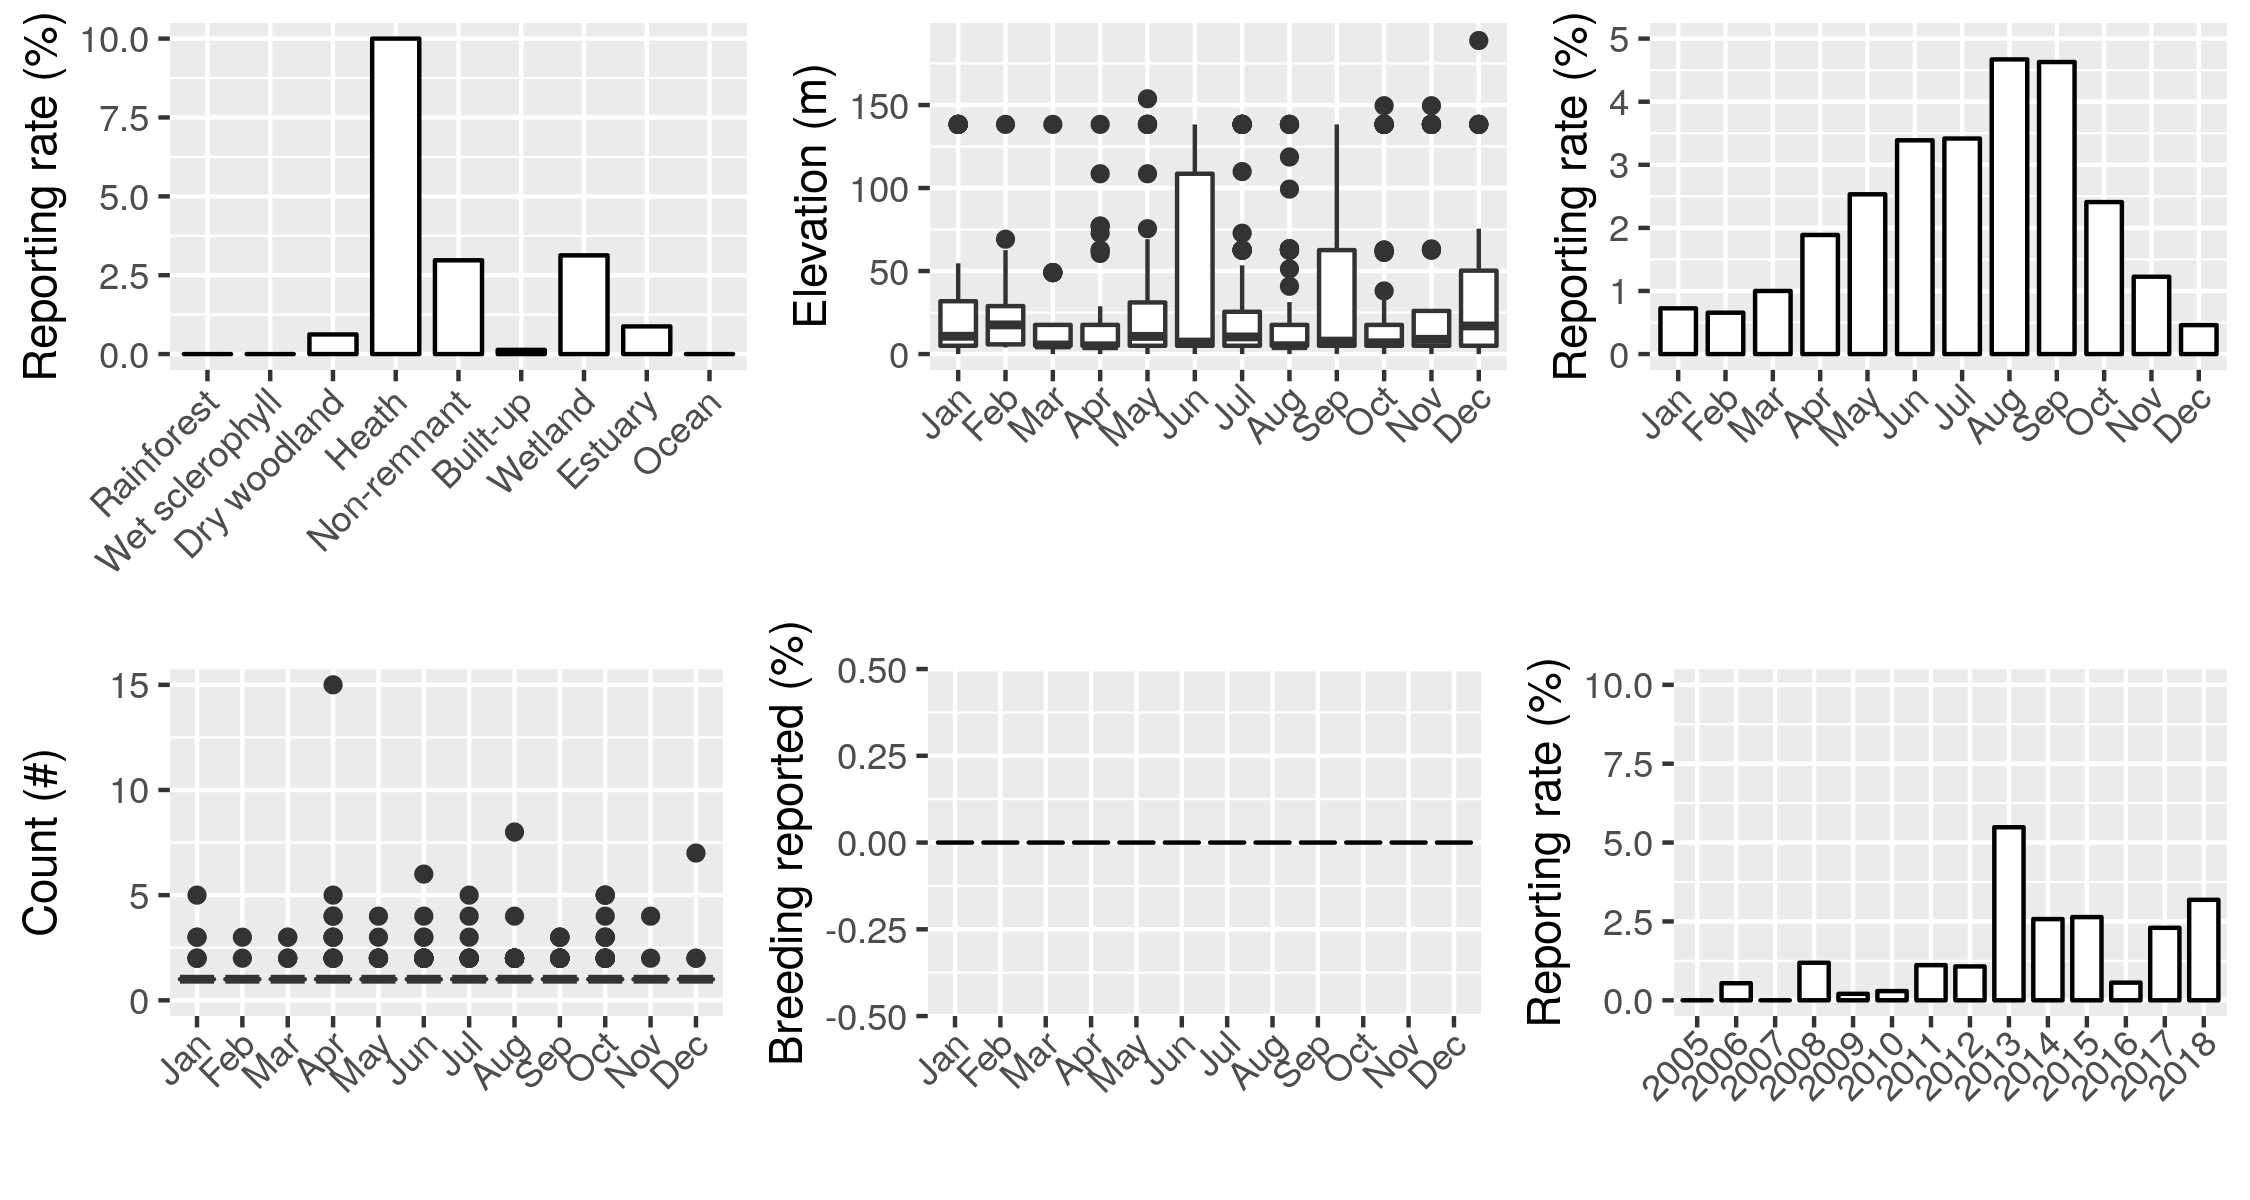 Reporting rate (%)
10.0
7.5
5.0
2.5
0.0
Rainforest
Wet sclerophyll
Dry woodland
Heath
Non-remnant
Built-up
Wetland
Estuary
Ocean
Elevation (m)
150
100
50
0
Jan
Feb
Mar
Apr
May
Jun
Jul
Aug
Sep
Oct
Nov
Dec
Reporting rate (%)
5
4
3
2
1
0
Jan
Feb
Mar
Apr
May
Jun
Jul
Aug
Sep
Oct
Nov
Dec
Count (#)
15
10
5
0
Jan
Feb
Mar
Apr
May
Jun
Jul
Aug
Sep
Oct
Nov
Dec
Breeding reported (%)
0.50
0.25
0.00
-0.25
-0.50
Jan
Feb
Mar
Apr
May
Jun
Jul
Aug
Sep
Oct
Nov
Dec
Reporting rate (%)
10.0
7.5
5.0
2.5
0.0
2005
2006
2007
2008
2009
2010
2011
2012
2013
2014
2015
2016
2017
2018